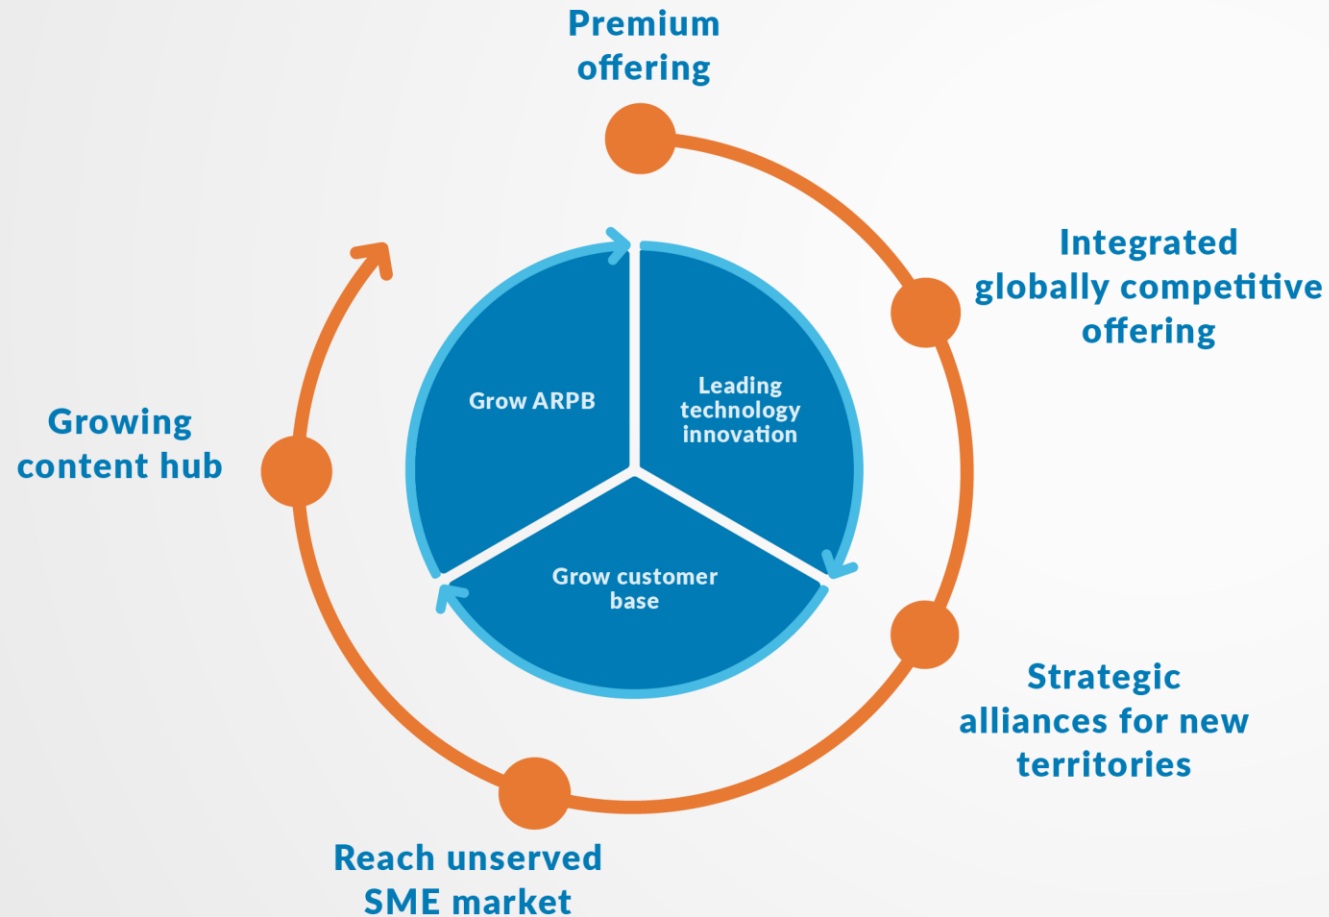 Premium
offering
Integrated
globally competitive
offering
Strategic
alliances for new
territories
Reach unserved
SME market
Growing
content hub
Grow ARPB
Leading
technology
innovation
Grow customer
base